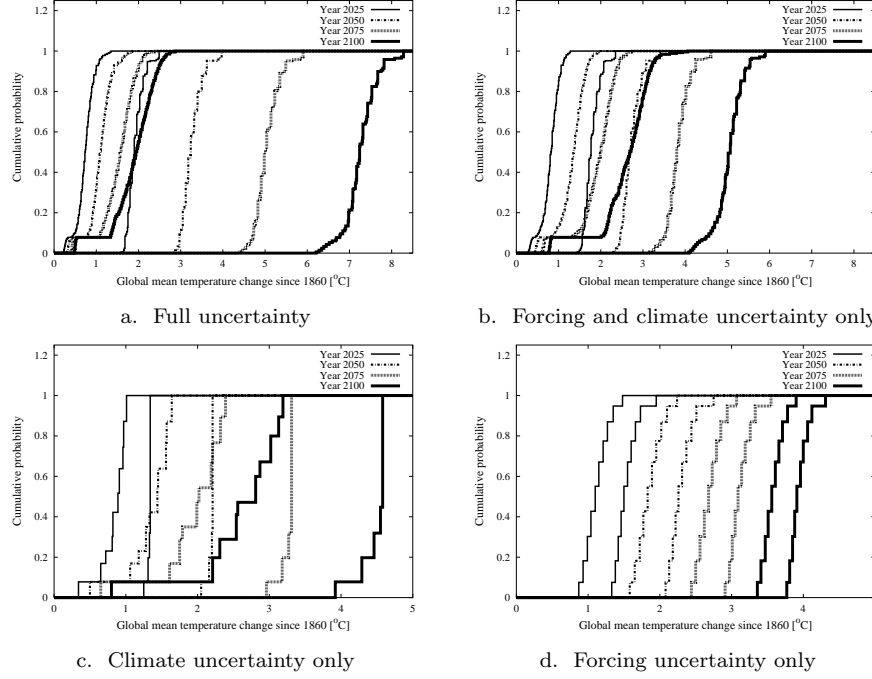 Year 2025
Year 2050
Year 2075
Year 2100
1.2
1
0.8
0.6
0.4
0.2
0
Cumulative probability
0 1 2 3 4 5 6 7 8
Global mean temperature change since 1860 [°C]
a. Full uncertainty
Year 2025
Year 2050
Year 2075
Year 2100
1.2
1
0.8
0.6
0.4
0.2
0
Cumulative probability
0 1 2 3 4 5 6 7 8
Global mean temperature change since 1860 [°C]
b. Forcing and climate uncertainty only
Year 2025
Year 2050
Year 2075
Year 2100
1.2
1
0.8
0.6
0.4
0.2
0
Cumulative probability
0 1 2 3 4 5
Global mean temperature change since 1860 [°C]
c. Climate uncertainty only
Year 2025
Year 2050
Year 2075
Year 2100
1.2
1
0.8
0.6
0.4
0.2
0
Cumulative probability
0 1 2 3 4
Global mean temperature change since 1860 [°C]
d. Forcing uncertainty only